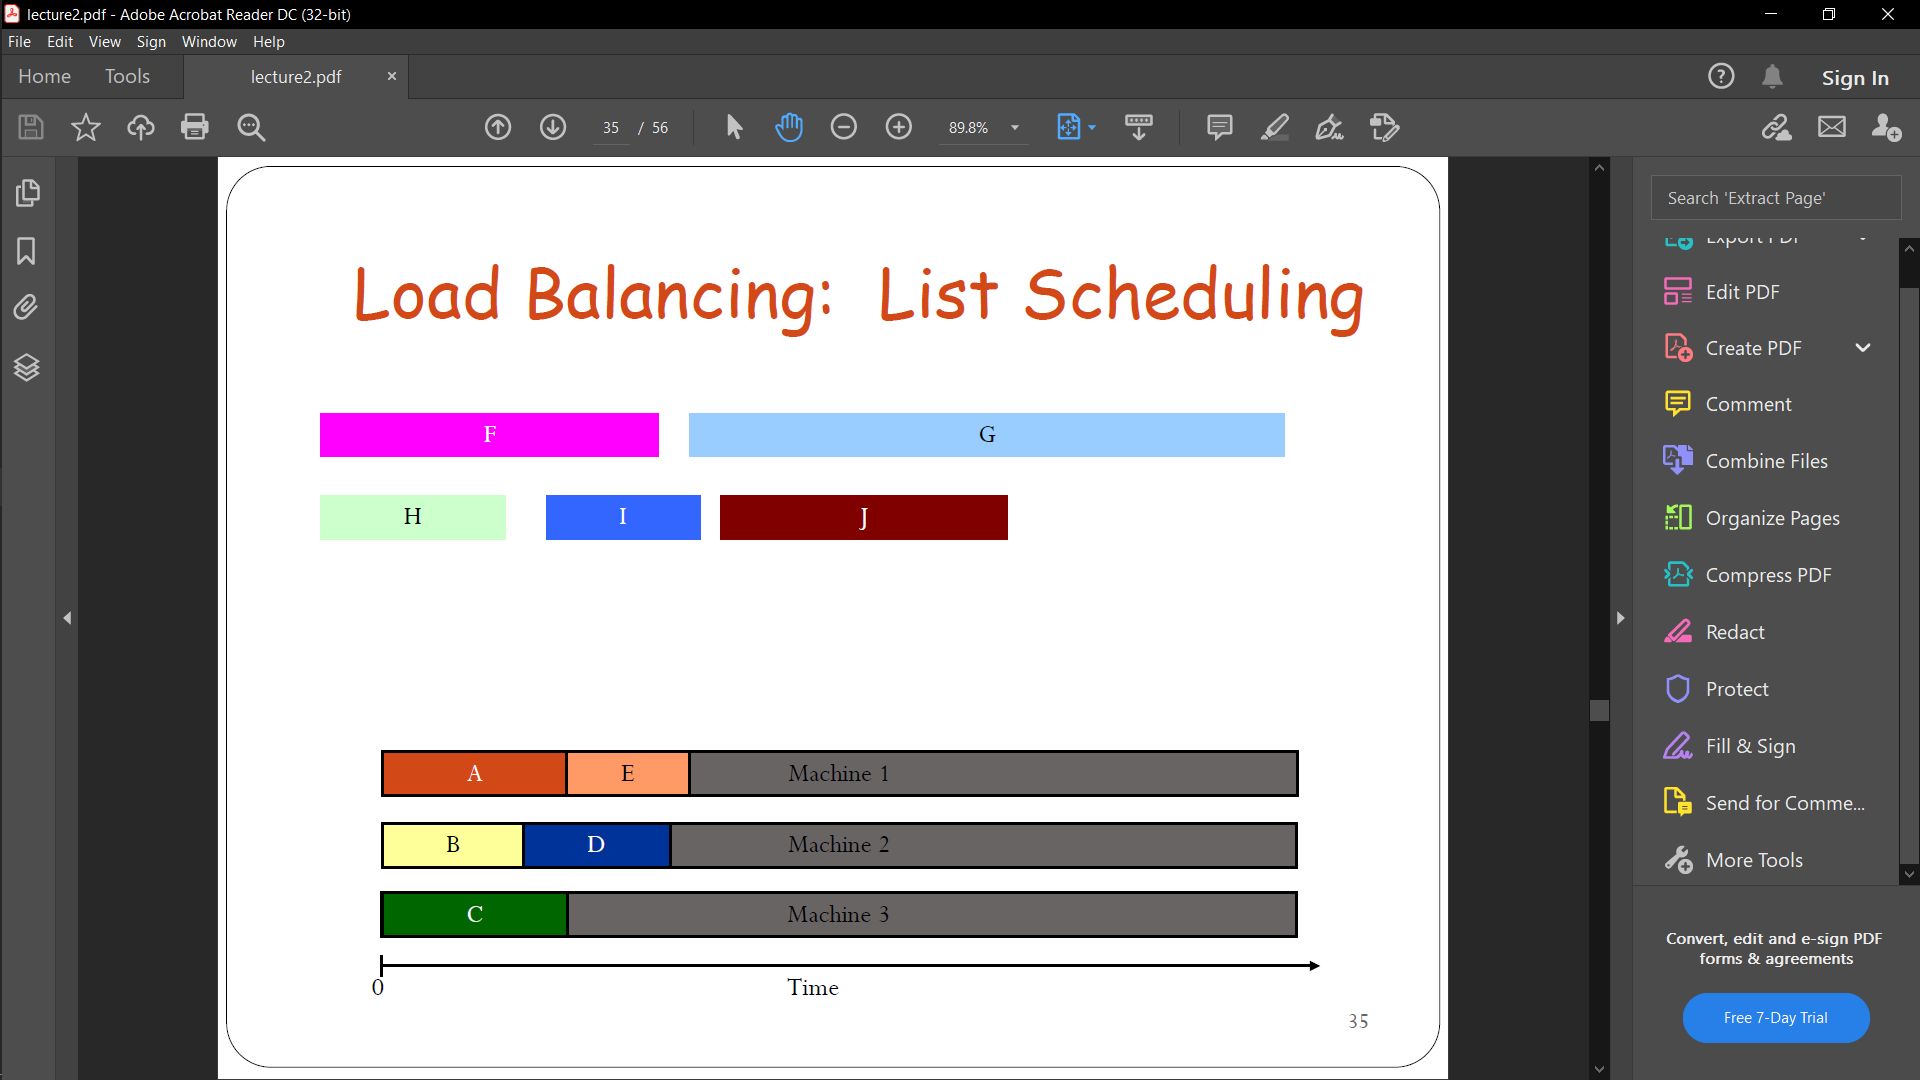 lecture2.pdf - Adobe Acrobat Reader DC (32-bit)
File Edit View Sign Window Help
Home Tools lecture2.pdf Sign In
35 / 56 89.8%
Search 'Extract Page'
Export PDF
Load Balancing: List Scheduling
F G
H I J
A E Machine 1
B D Machine 2
C Machine 3
0 Time
35
Edit PDF
Create PDF
Comment
Combine Files
Organize Pages
Compress PDF
Redact
Protect
Fill & Sign
Send for Comme...
More Tools
Convert, edit and e-sign PDF
forms & agreements
Free 7-Day Trial